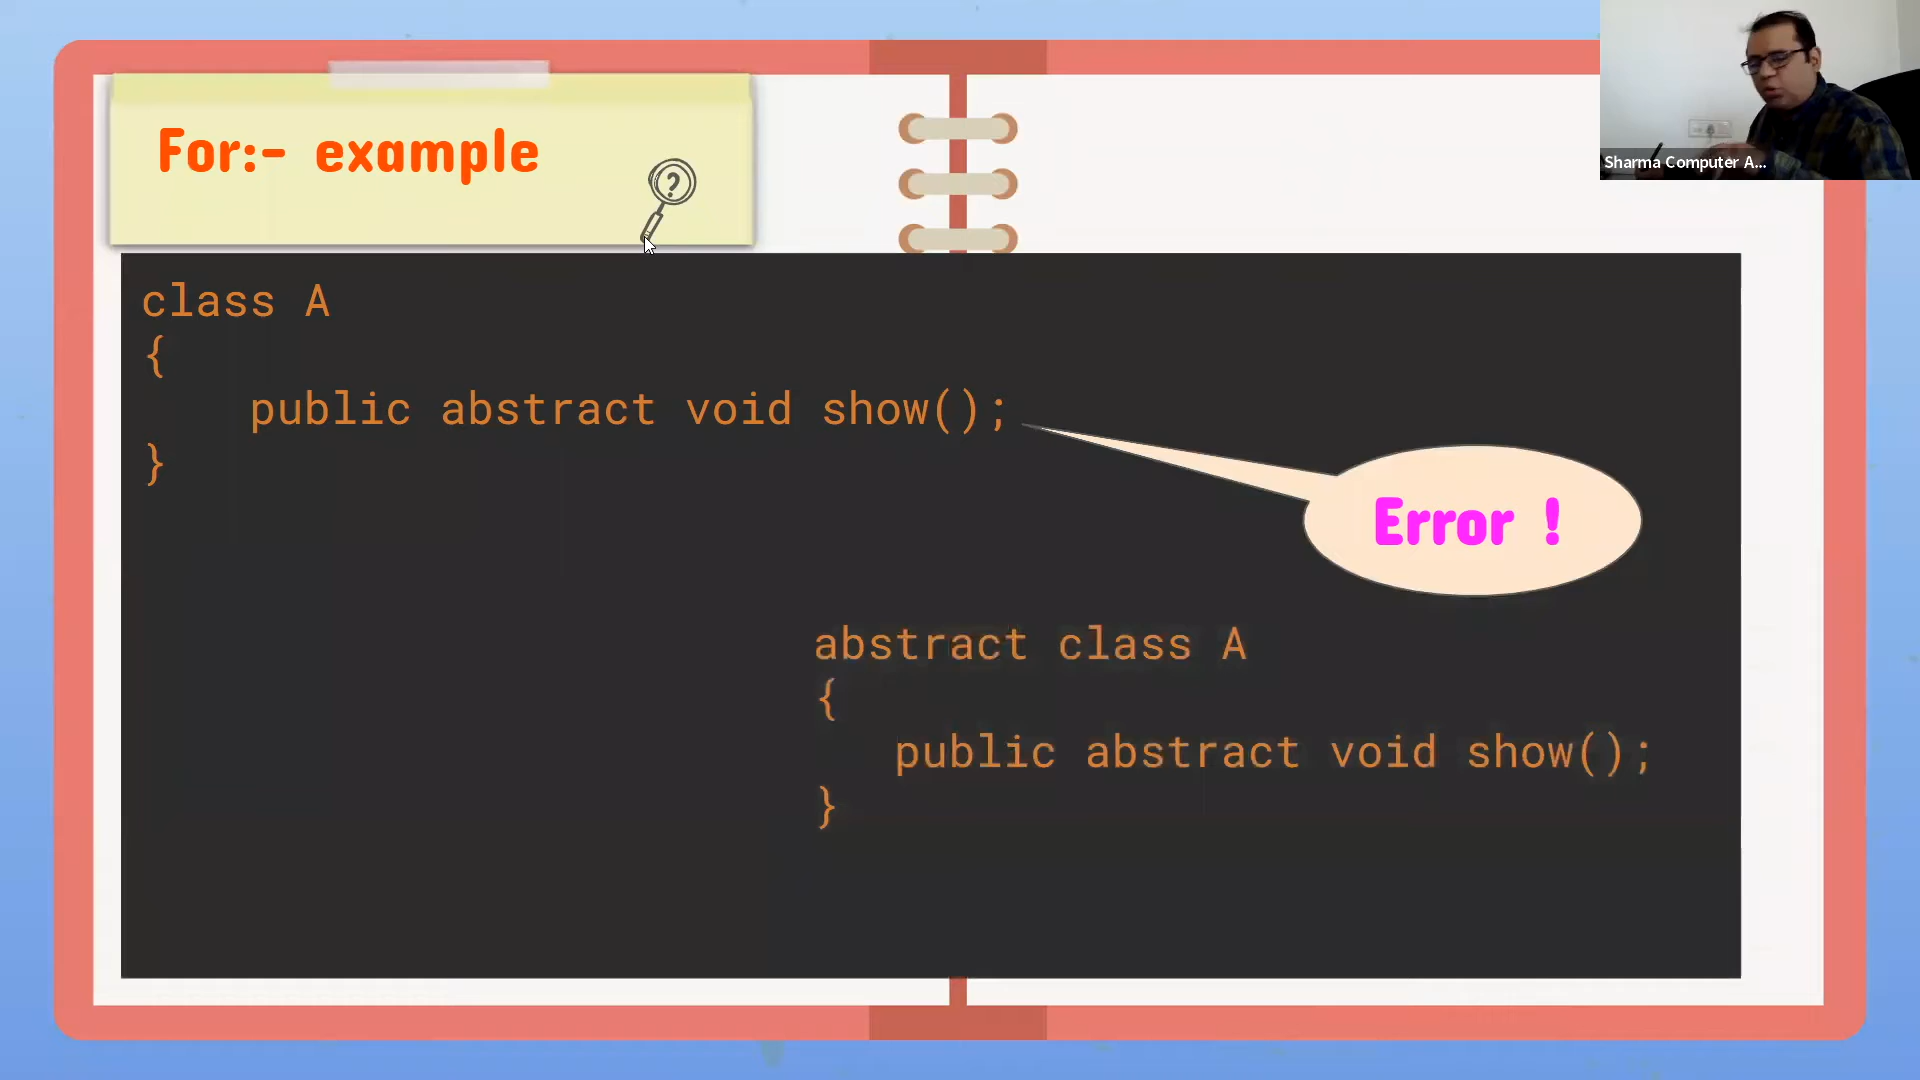 For:- example
?
Sharma Computer A...
class A
{
public abstract void show();
}
Error !
abstract class A
{
public abstract void show();
}